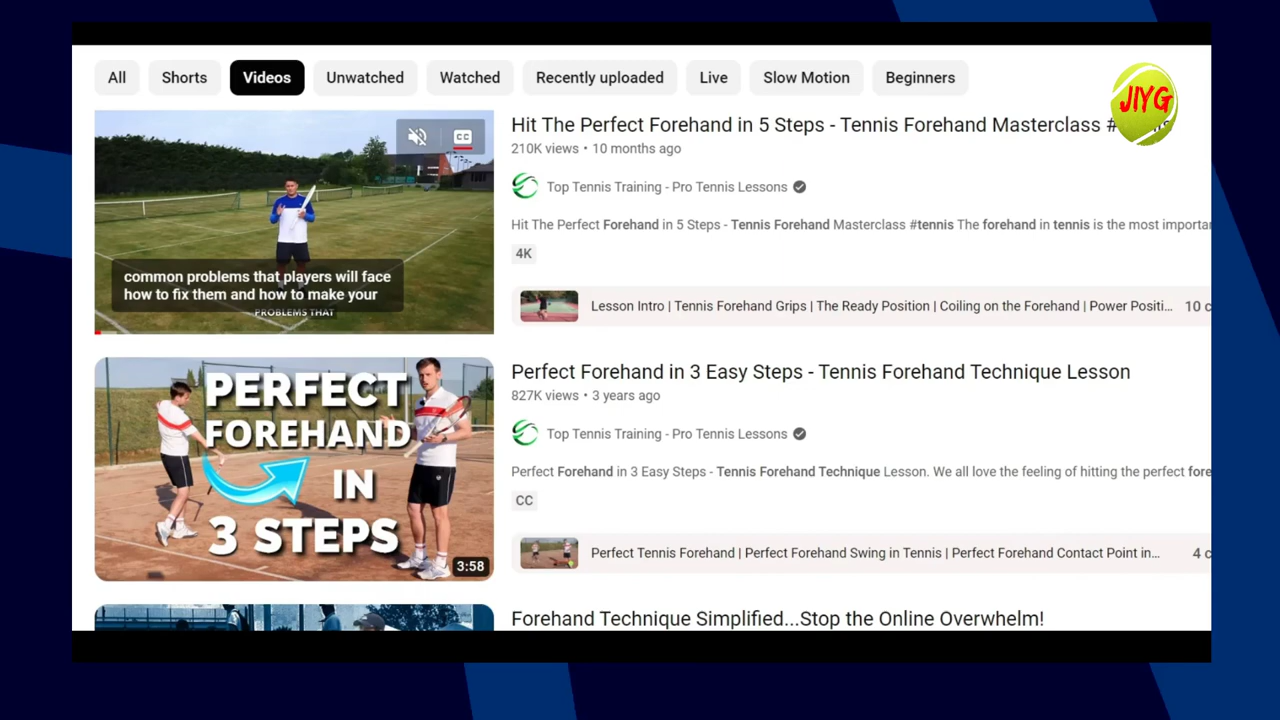 All Shorts Videos Unwatched Watched Recently uploaded Live Slow Motion Beginners
JIYG
CC
common problems that players will face
how to fix them and how to make your
PROBLEMS THAT
Hit The Perfect Forehand in 5 Steps - Tennis Forehand Masterclass #
210K views • 10 months ago
Top Tennis Training - Pro Tennis Lessons
Hit The Perfect Forehand in 5 Steps - Tennis Forehand Masterclass #tennis The forehand in tennis is the most importa
4K
Lesson Intro | Tennis Forehand Grips | The Ready Position | Coiling on the Forehand | Power Positi... 10 c
PERFECT
FOREHAND
IN
3 STEPS
3:58
Perfect Forehand in 3 Easy Steps - Tennis Forehand Technique Lesson
827K views • 3 years ago
Top Tennis Training - Pro Tennis Lessons
Perfect Forehand in 3 Easy Steps - Tennis Forehand Technique Lesson. We all love the feeling of hitting the perfect fore
CC
Perfect Tennis Forehand | Perfect Forehand Swing in Tennis | Perfect Forehand Contact Point in... 4 c
Forehand Technique Simplified...Stop the Online Overwhelm!